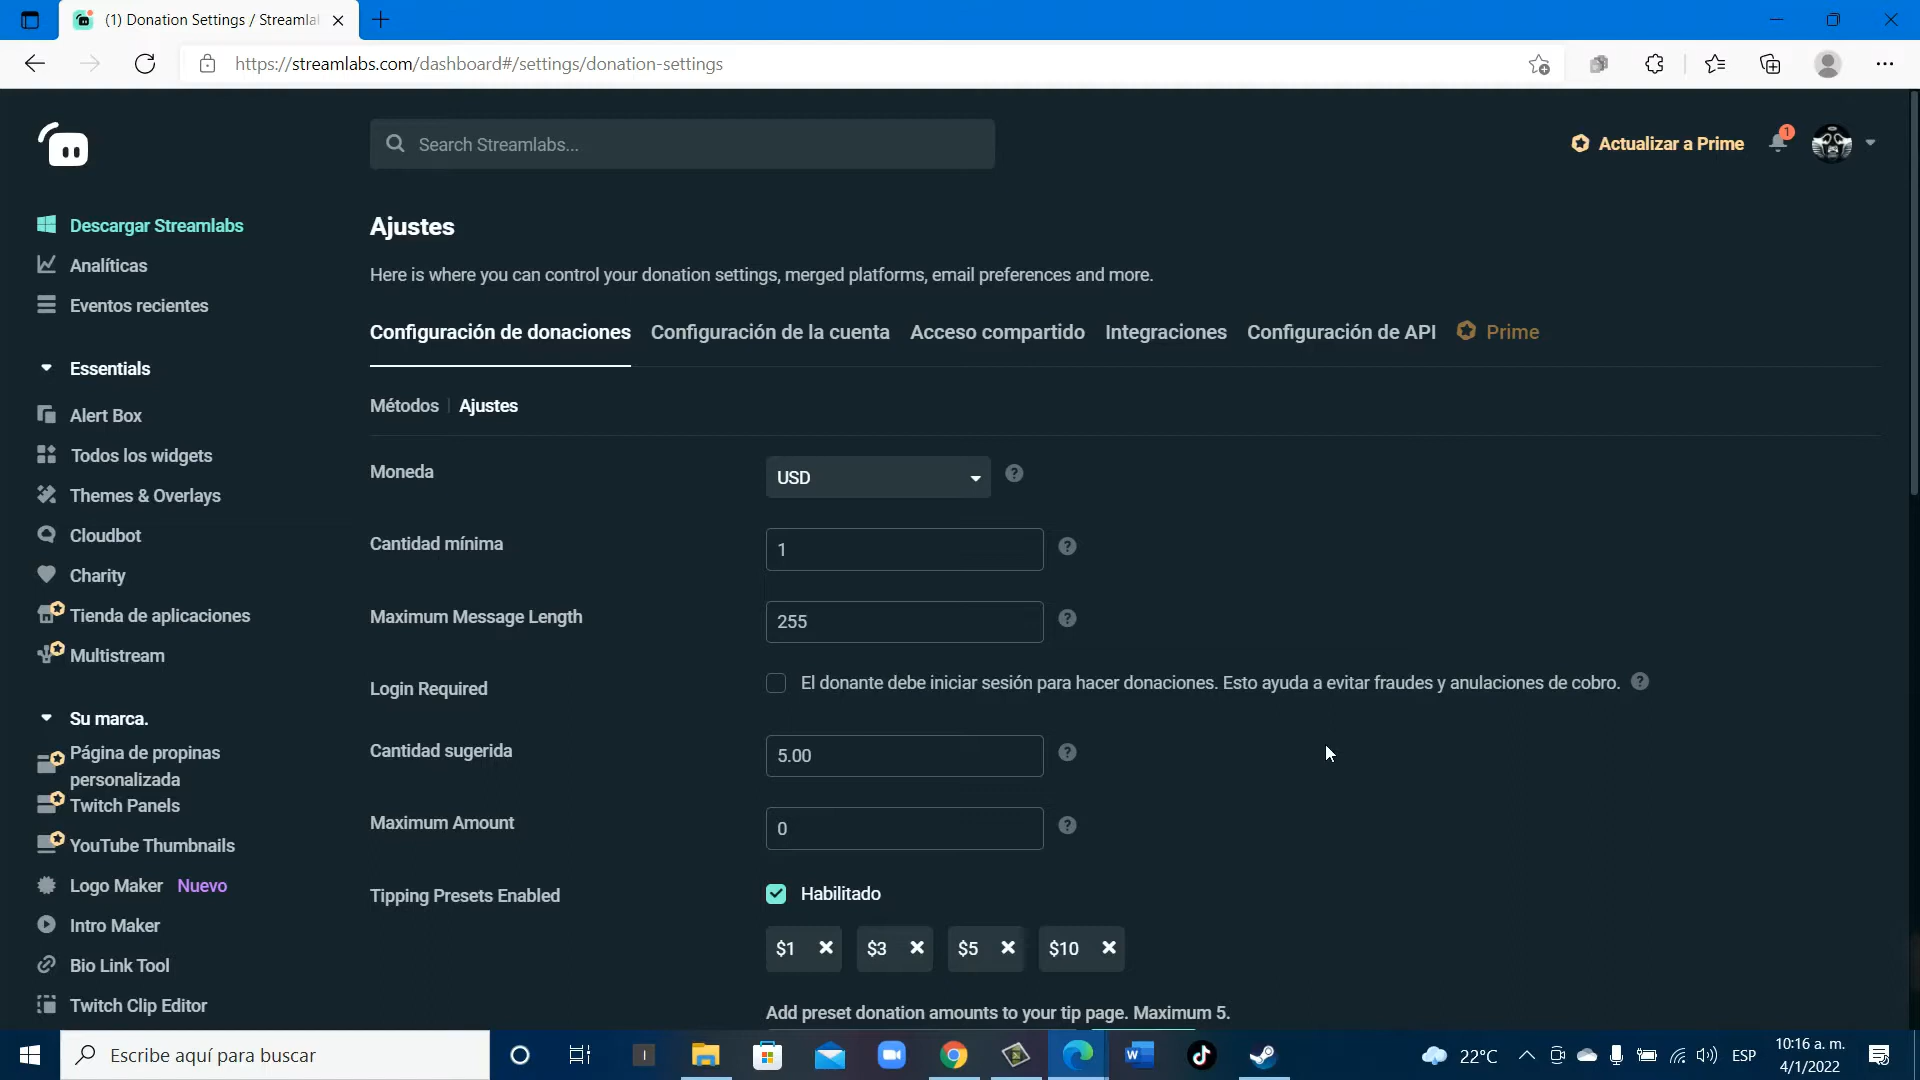 (1) Donation Settings / Streamla
https://streamlabs.com/dashboard#/settings/donation-settings
Search Streamlabs...
Actualizar a Prime
1
Descargar Streamlabs
Analíticas
Eventos recientes
Essentials
Alert Box
Todos los widgets
Themes & Overlays
Cloudbot
Charity
Tienda de aplicaciones
Multistream
Su marca.
Página de propinas
personalizada
Twitch Panels
YouTube Thumbnails
Logo Maker Nuevo
Intro Maker
Bio Link Tool
Twitch Clip Editor
Ajustes
Here is where you can control your donation settings, merged platforms, email preferences and more.
Configuración de donaciones Configuración de la cuenta Acceso compartido Integraciones Configuración de API Prime
Métodos | Ajustes
Moneda USD
Cantidad mínima 1
Maximum Message Length 255
Login Required El donante debe iniciar sesión para hacer donaciones. Esto ayuda a evitar fraudes y anulaciones de cobro.
Cantidad sugerida 5.00
Maximum Amount 0
Tipping Presets Enabled Habilitado
$1 $3 $5 $10
Add preset donation amounts to your tip page. Maximum 5.
Escribe aquí para buscar
22°C ESP 10:16 a. m.
4/1/2022